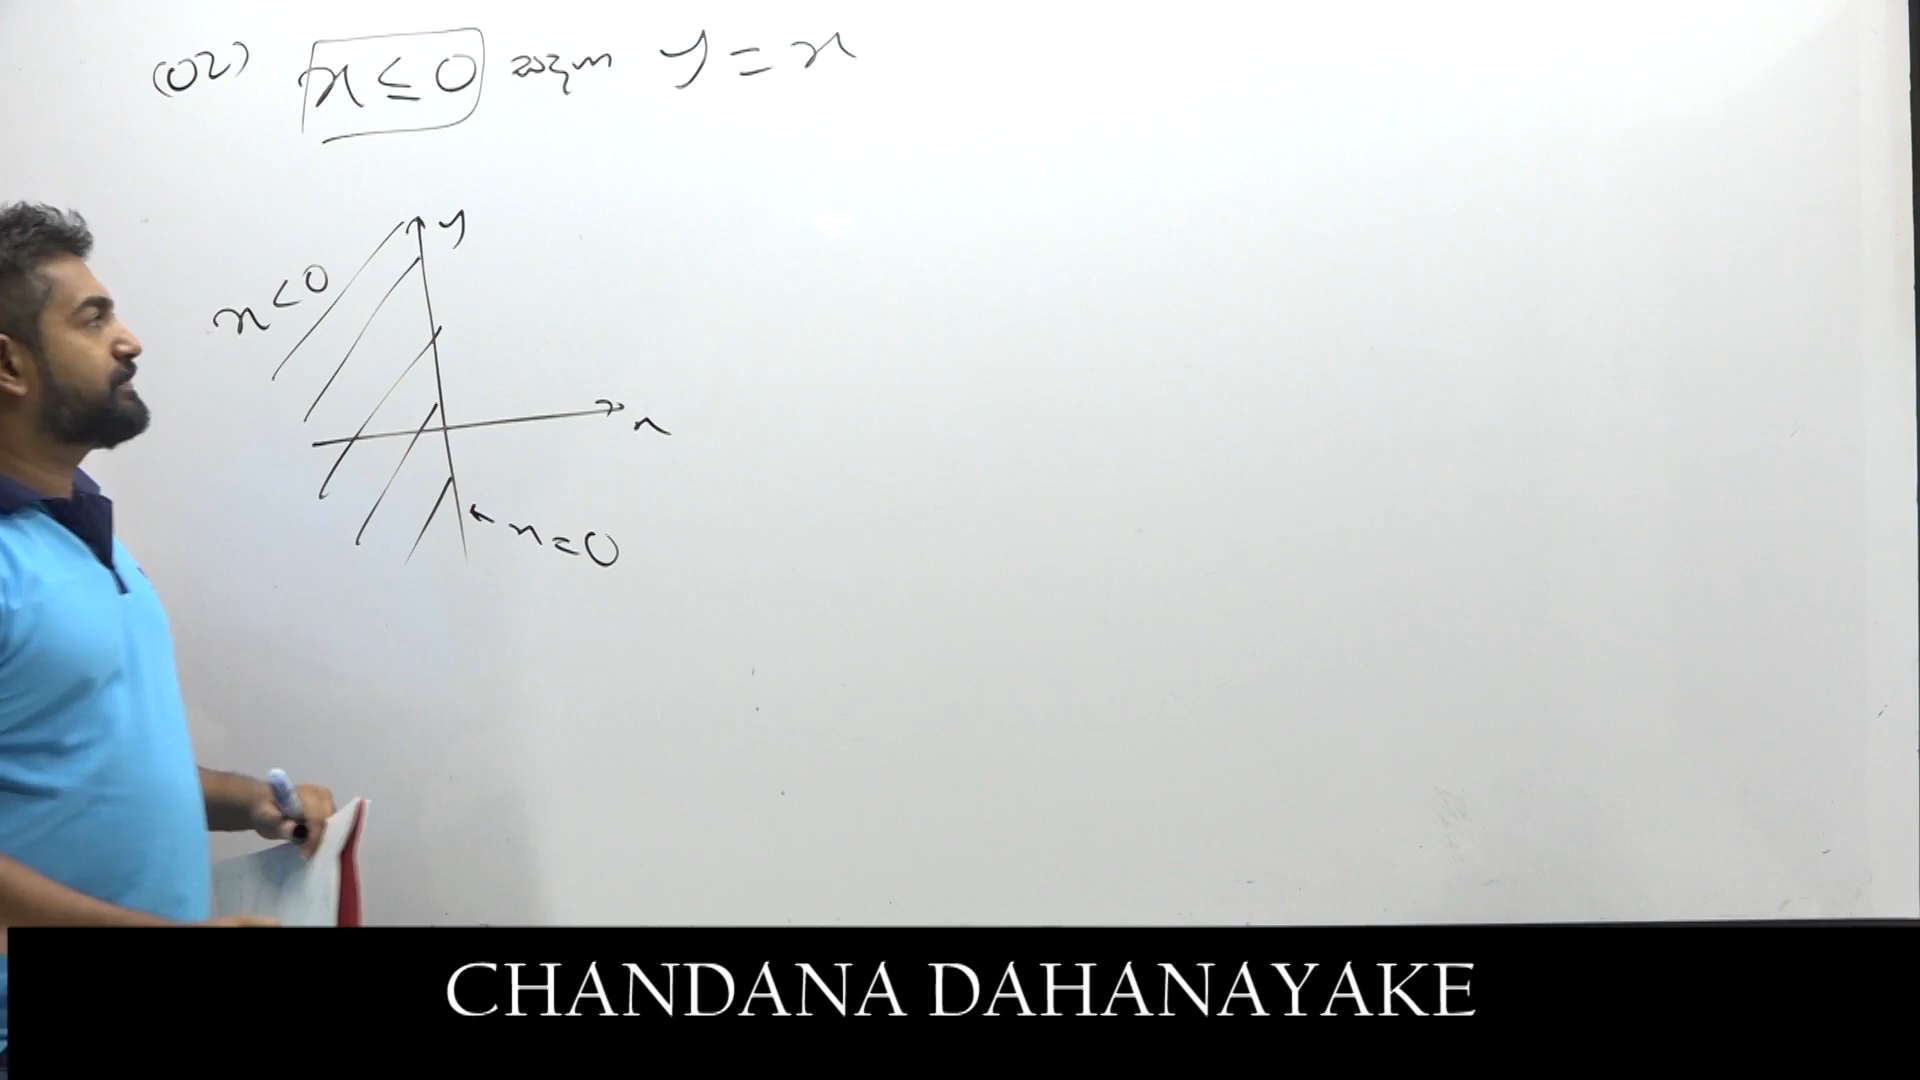 (02) x ≤ 0 සඳහා y = x
y
x < 0
x
x = 0
CHANDANA DAHANAYAKE